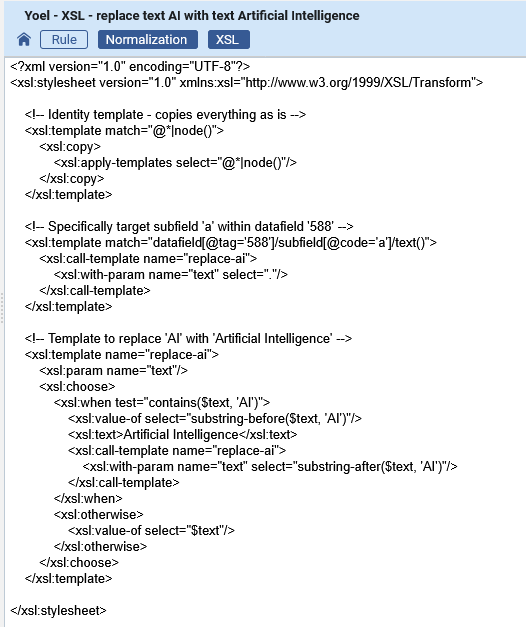 Yoel - XSL - replace text AI with text Artificial Intelligence
Rule Normalization XSL
<?xml version="1.0" encoding="UTF-8"?>
<xsl:stylesheet version="1.0" xmlns:xsl="http://www.w3.org/1999/XSL/Transform">

    <!-- Identity template - copies everything as is -->
    <xsl:template match="@*|node()">
        <xsl:copy>
            <xsl:apply-templates select="@*|node()"/>
        </xsl:copy>
    </xsl:template>

    <!-- Specifically target subfield 'a' within datafield '588' -->
    <xsl:template match="datafield[@tag='588']/subfield[@code='a']/text()">
        <xsl:call-template name="replace-ai">
            <xsl:with-param name="text" select="."/>
        </xsl:call-template>
    </xsl:template>

    <!-- Template to replace 'AI' with 'Artificial Intelligence' -->
    <xsl:template name="replace-ai">
        <xsl:param name="text"/>
        <xsl:choose>
            <xsl:when test="contains($text, 'AI')">
                <xsl:value-of select="substring-before($text, 'AI')"/>
                <xsl:text>Artificial Intelligence</xsl:text>
                <xsl:call-template name="replace-ai">
                    <xsl:with-param name="text" select="substring-after($text, 'AI')"/>
                </xsl:call-template>
            </xsl:when>
            <xsl:otherwise>
                <xsl:value-of select="$text"/>
            </xsl:otherwise>
        </xsl:choose>
    </xsl:template>

</xsl:stylesheet>